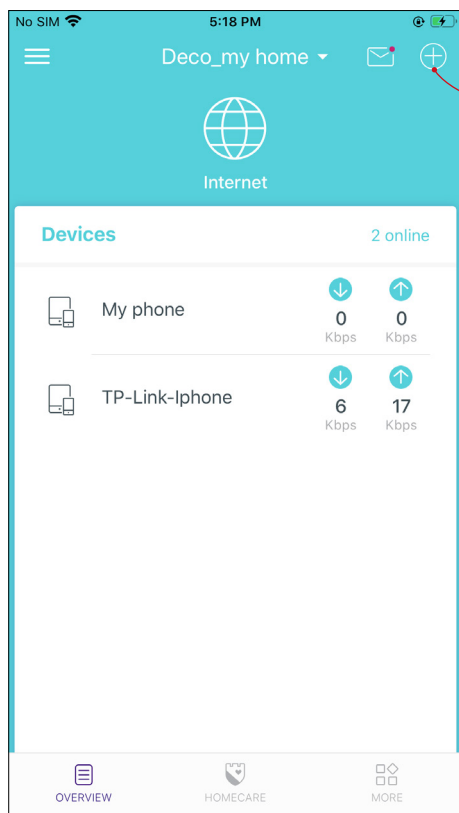 No SIM 5:18 PM
Deco_my home
Internet
Devices 2 online
My phone 0 0
Kbps Kbps
TP-Link-Iphone 6 17
Kbps Kbps
OVERVIEW HOMECARE MORE